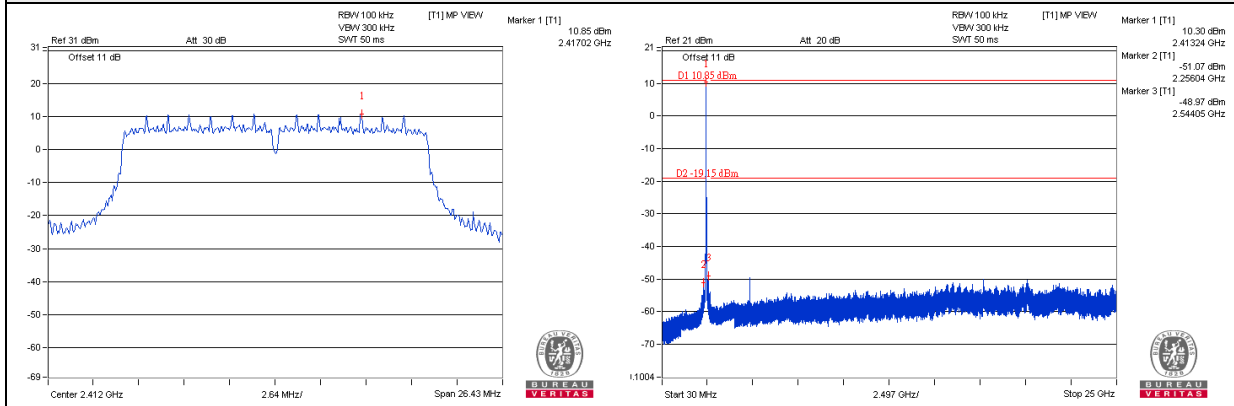 RBW 100 kHz
[T1] MP VIEW
VBW 300 kHz
Marker 1 [T1]
10.85 dBm
2.41702 GHz
Ref 31 dBm
Att 30 dB
SWT 50 ms
31
Offset 11 dB
20
1
10
0
-10
-20
-30
-40
-50
-60
-69
Center 2.412 GHz
2.64 MHz/
Span 26.43 MHz
BUREAU VERITAS
1828
BUREAU
VERITAS
RBW 100 kHz
[T1] MP VIEW
VBW 300 kHz
Marker 1 [T1]
10.30 dBm
2.41324 GHz
Marker 2 [T1]
-51.07 dBm
2.25604 GHz
Marker 3 [T1]
-48.97 dBm
2.54405 GHz
Ref 21 dBm
Att 20 dB
SWT 50 ms
21
Offset 11 dB
1
D1 10.85 dBm
10
0
-10
D2 -19.15 dBm
-20
-30
-40
2
3
-50
-60
-70
Start 30 MHz
2.497 GHz/
Stop 25 GHz
BUREAU VERITAS
1828
BUREAU
VERITAS